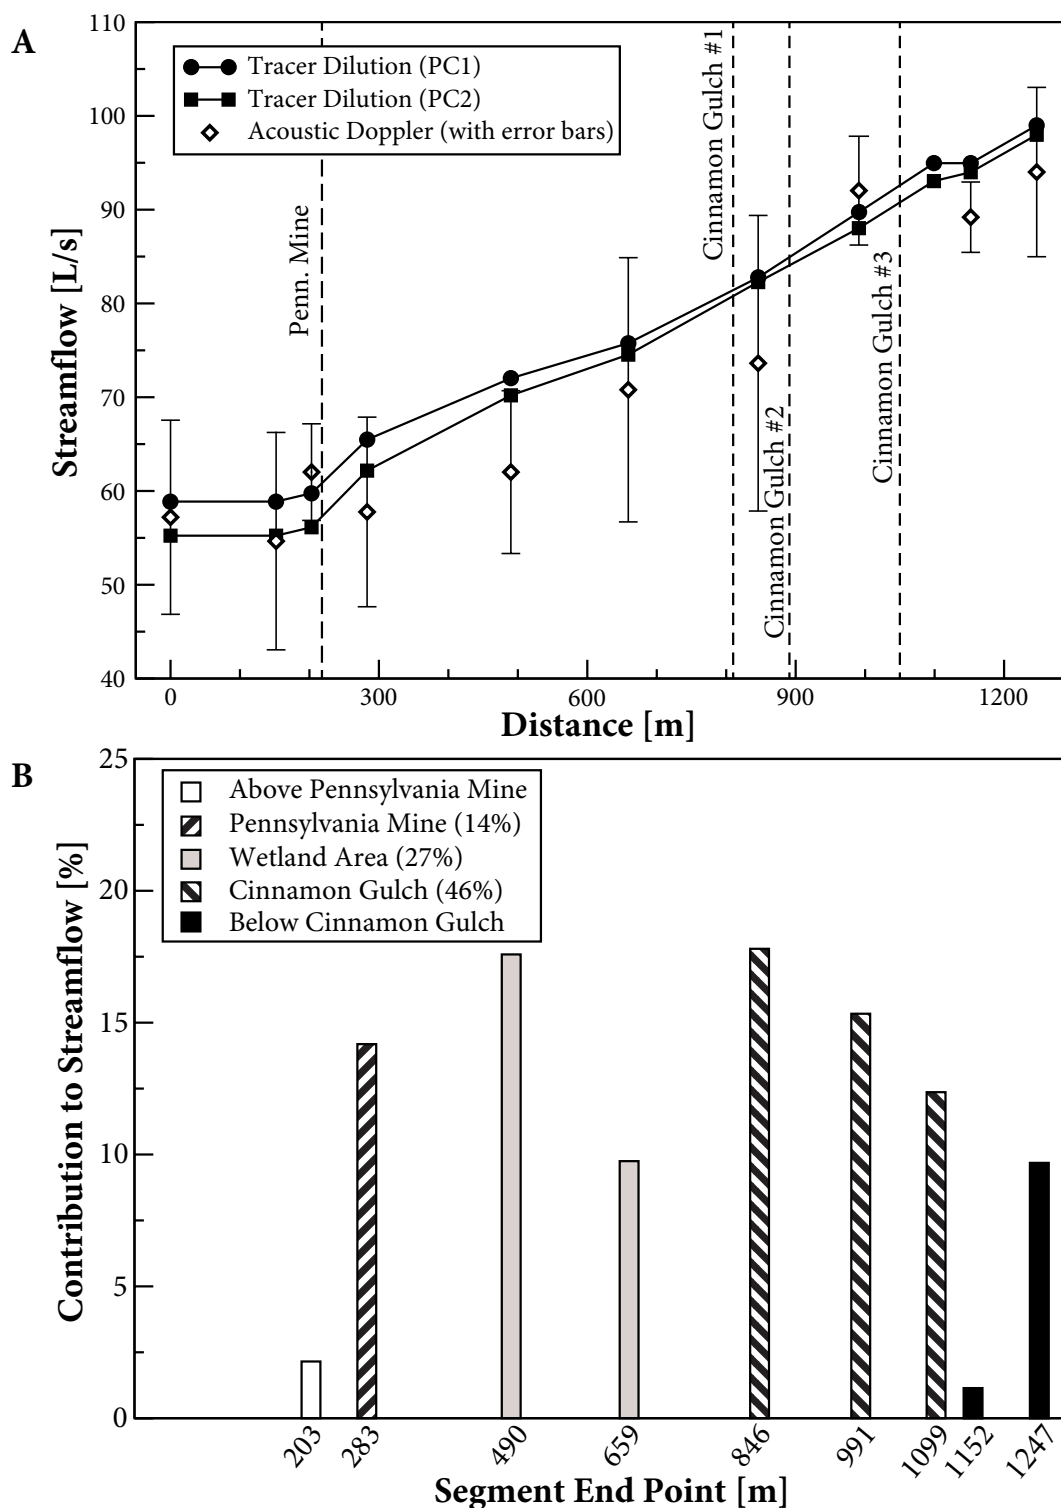 A
110
100
90
80
70
60
50
40
Streamflow [L/s]
Tracer Dilution (PC1)
Tracer Dilution (PC2)
Acoustic Doppler (with error bars)
Penn. Mine
Cinnamon Gulch #1
Cinnamon Gulch #2
Cinnamon Gulch #3
0 300 600 900 1200
Distance [m]
B
25
20
15
10
5
0
Contribution to Streamflow [%]
Above Pennsylvania Mine
Pennsylvania Mine (14%)
Wetland Area (27%)
Cinnamon Gulch (46%)
Below Cinnamon Gulch
203 283 490 659 846 991 1099 1152 1247
Segment End Point [m]